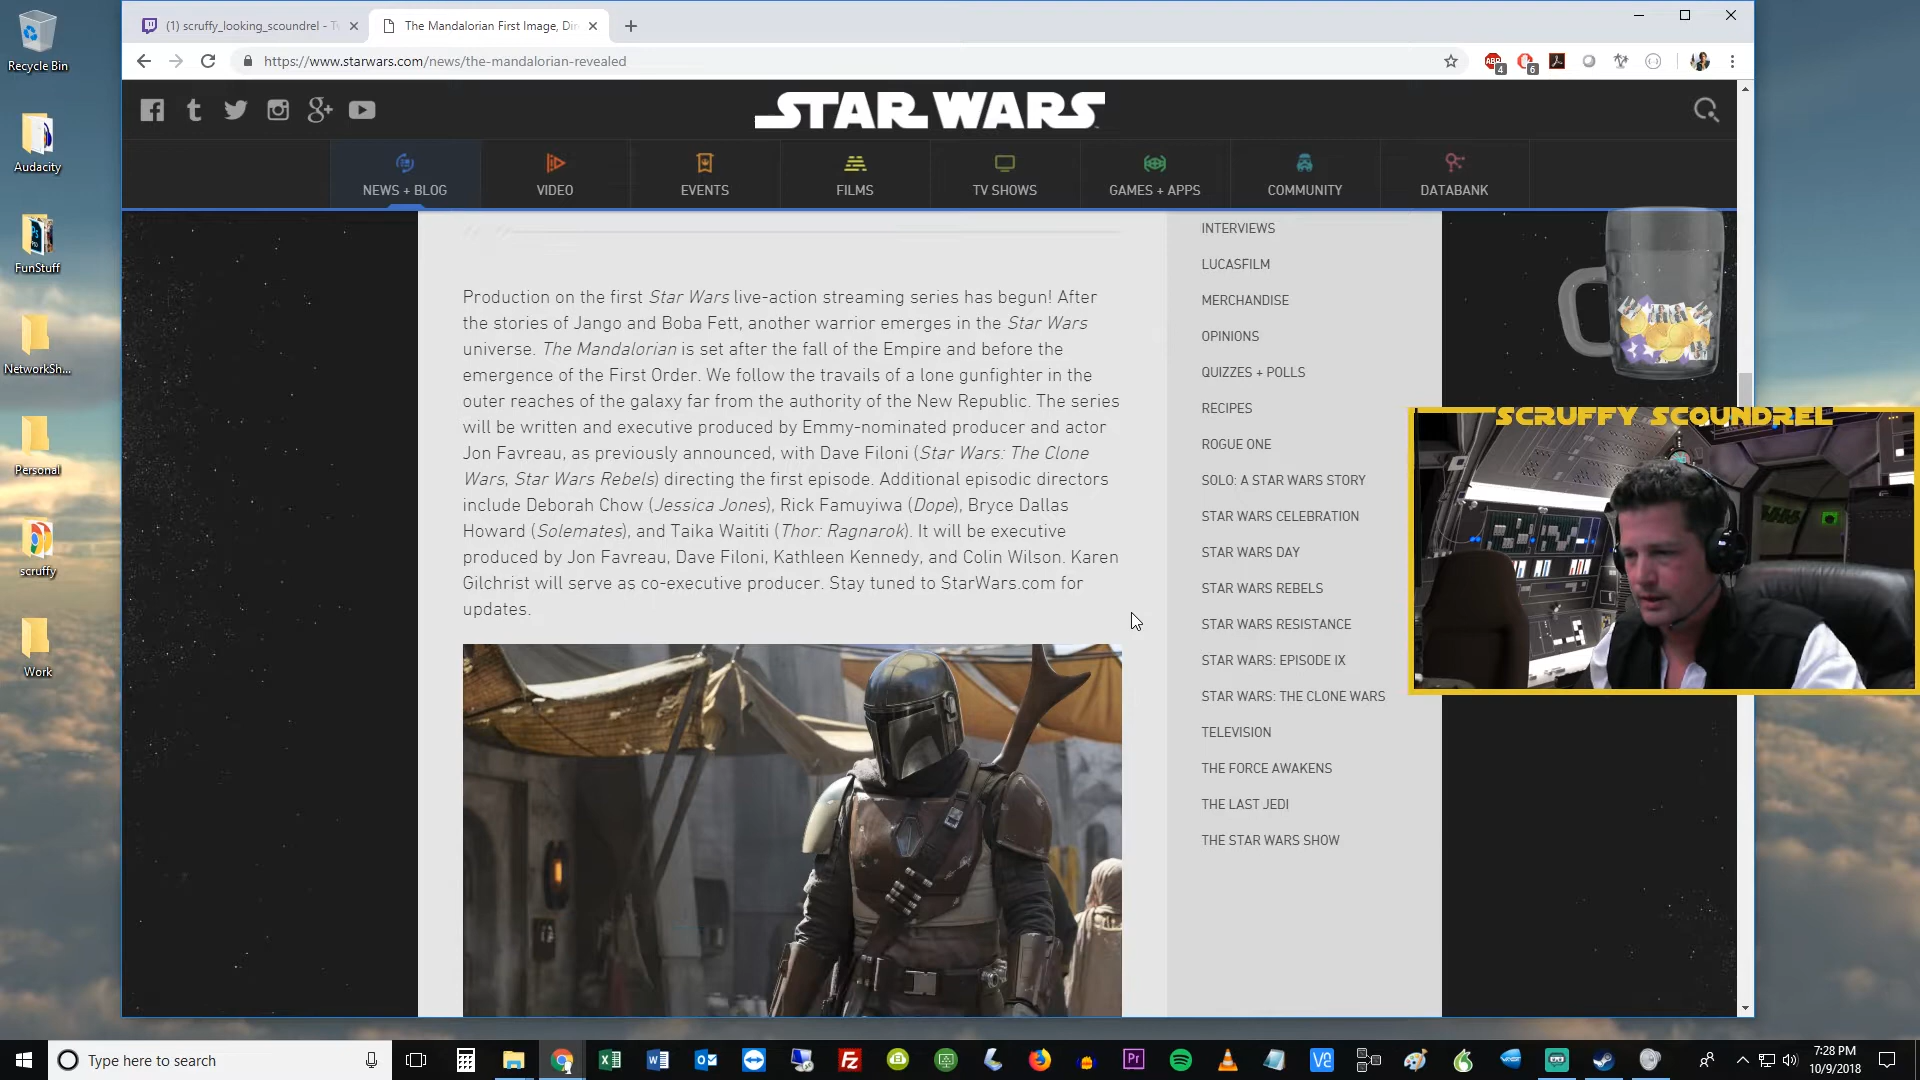 Recycle Bin
Audacity
FunStuff
NetworkSh...
Personal
scruffy
Work
(1) scruffy_looking_scoundrel - Tw
The Mandalorian First Image, Dir
https://www.starwars.com/news/the-mandalorian-revealed
ABP
4
6
STAR WARS
NEWS + BLOG
VIDEO
EVENTS
FILMS
TV SHOWS
GAMES + APPS
COMMUNITY
DATABANK
Production on the first Star Wars live-action streaming series has begun! After
the stories of Jango and Boba Fett, another warrior emerges in the Star Wars
universe. The Mandalorian is set after the fall of the Empire and before the
emergence of the First Order. We follow the travails of a lone gunfighter in the
outer reaches of the galaxy far from the authority of the New Republic. The series
will be written and executive produced by Emmy-nominated producer and actor
Jon Favreau, as previously announced, with Dave Filoni (Star Wars: The Clone
Wars, Star Wars Rebels) directing the first episode. Additional episodic directors
include Deborah Chow (Jessica Jones), Rick Famuyiwa (Dope), Bryce Dallas
Howard (Solemates), and Taika Waititi (Thor: Ragnarok). It will be executive
produced by Jon Favreau, Dave Filoni, Kathleen Kennedy, and Colin Wilson. Karen
Gilchrist will serve as co-executive producer. Stay tuned to StarWars.com for
updates.
INTERVIEWS
LUCASFILM
MERCHANDISE
OPINIONS
QUIZZES + POLLS
RECIPES
ROGUE ONE
SOLO: A STAR WARS STORY
STAR WARS CELEBRATION
STAR WARS DAY
STAR WARS REBELS
STAR WARS RESISTANCE
STAR WARS: EPISODE IX
STAR WARS: THE CLONE WARS
TELEVISION
THE FORCE AWAKENS
THE LAST JEDI
THE STAR WARS SHOW
SCRUFFY SCOUNDREL
Type here to search
7:28 PM
10/9/2018